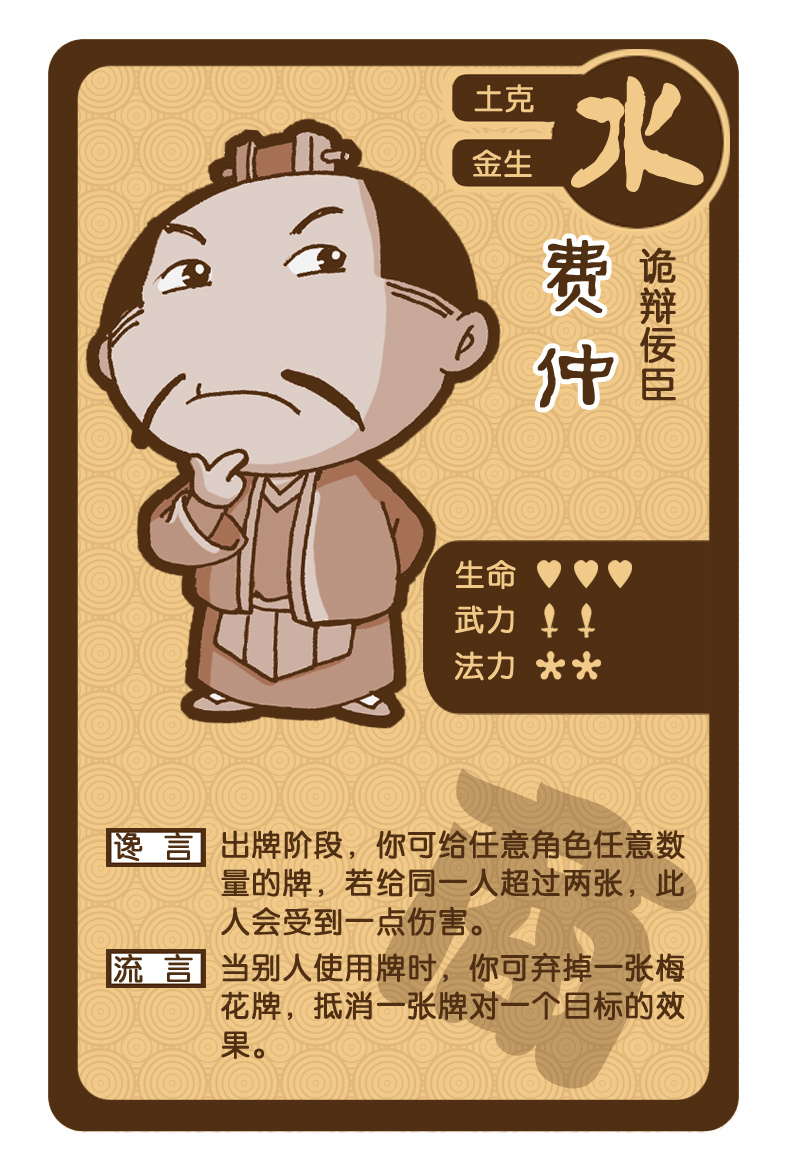 土克
金生
水
费仲
诡辩佞臣
生命
武力
法力
商
谗言
出牌阶段，你可给任意角色任意数
量的牌，若给同一人超过两张，此
人会受到一点伤害。
流言
当别人使用牌时，你可弃掉一张梅
花牌，抵消一张牌对一个目标的效
果。